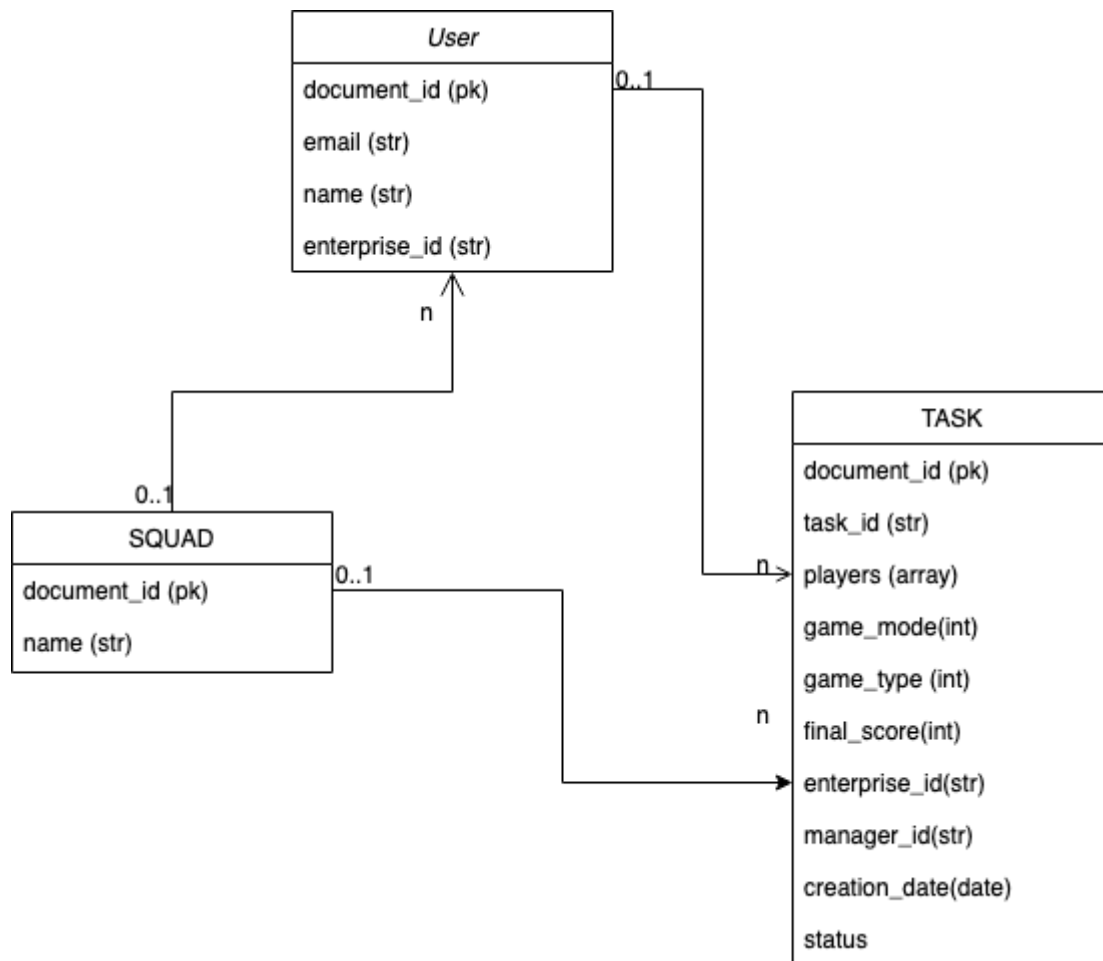 User
document_id (pk)
email (str)
name (str)
enterprise_id (str)
0..1
n
0..1
SQUAD
document_id (pk)
name (str)
0..1
n
n
TASK
document_id (pk)
task_id (str)
players (array)
game_mode(int)
game_type (int)
final_score(int)
enterprise_id(str)
manager_id(str)
creation_date(date)
status